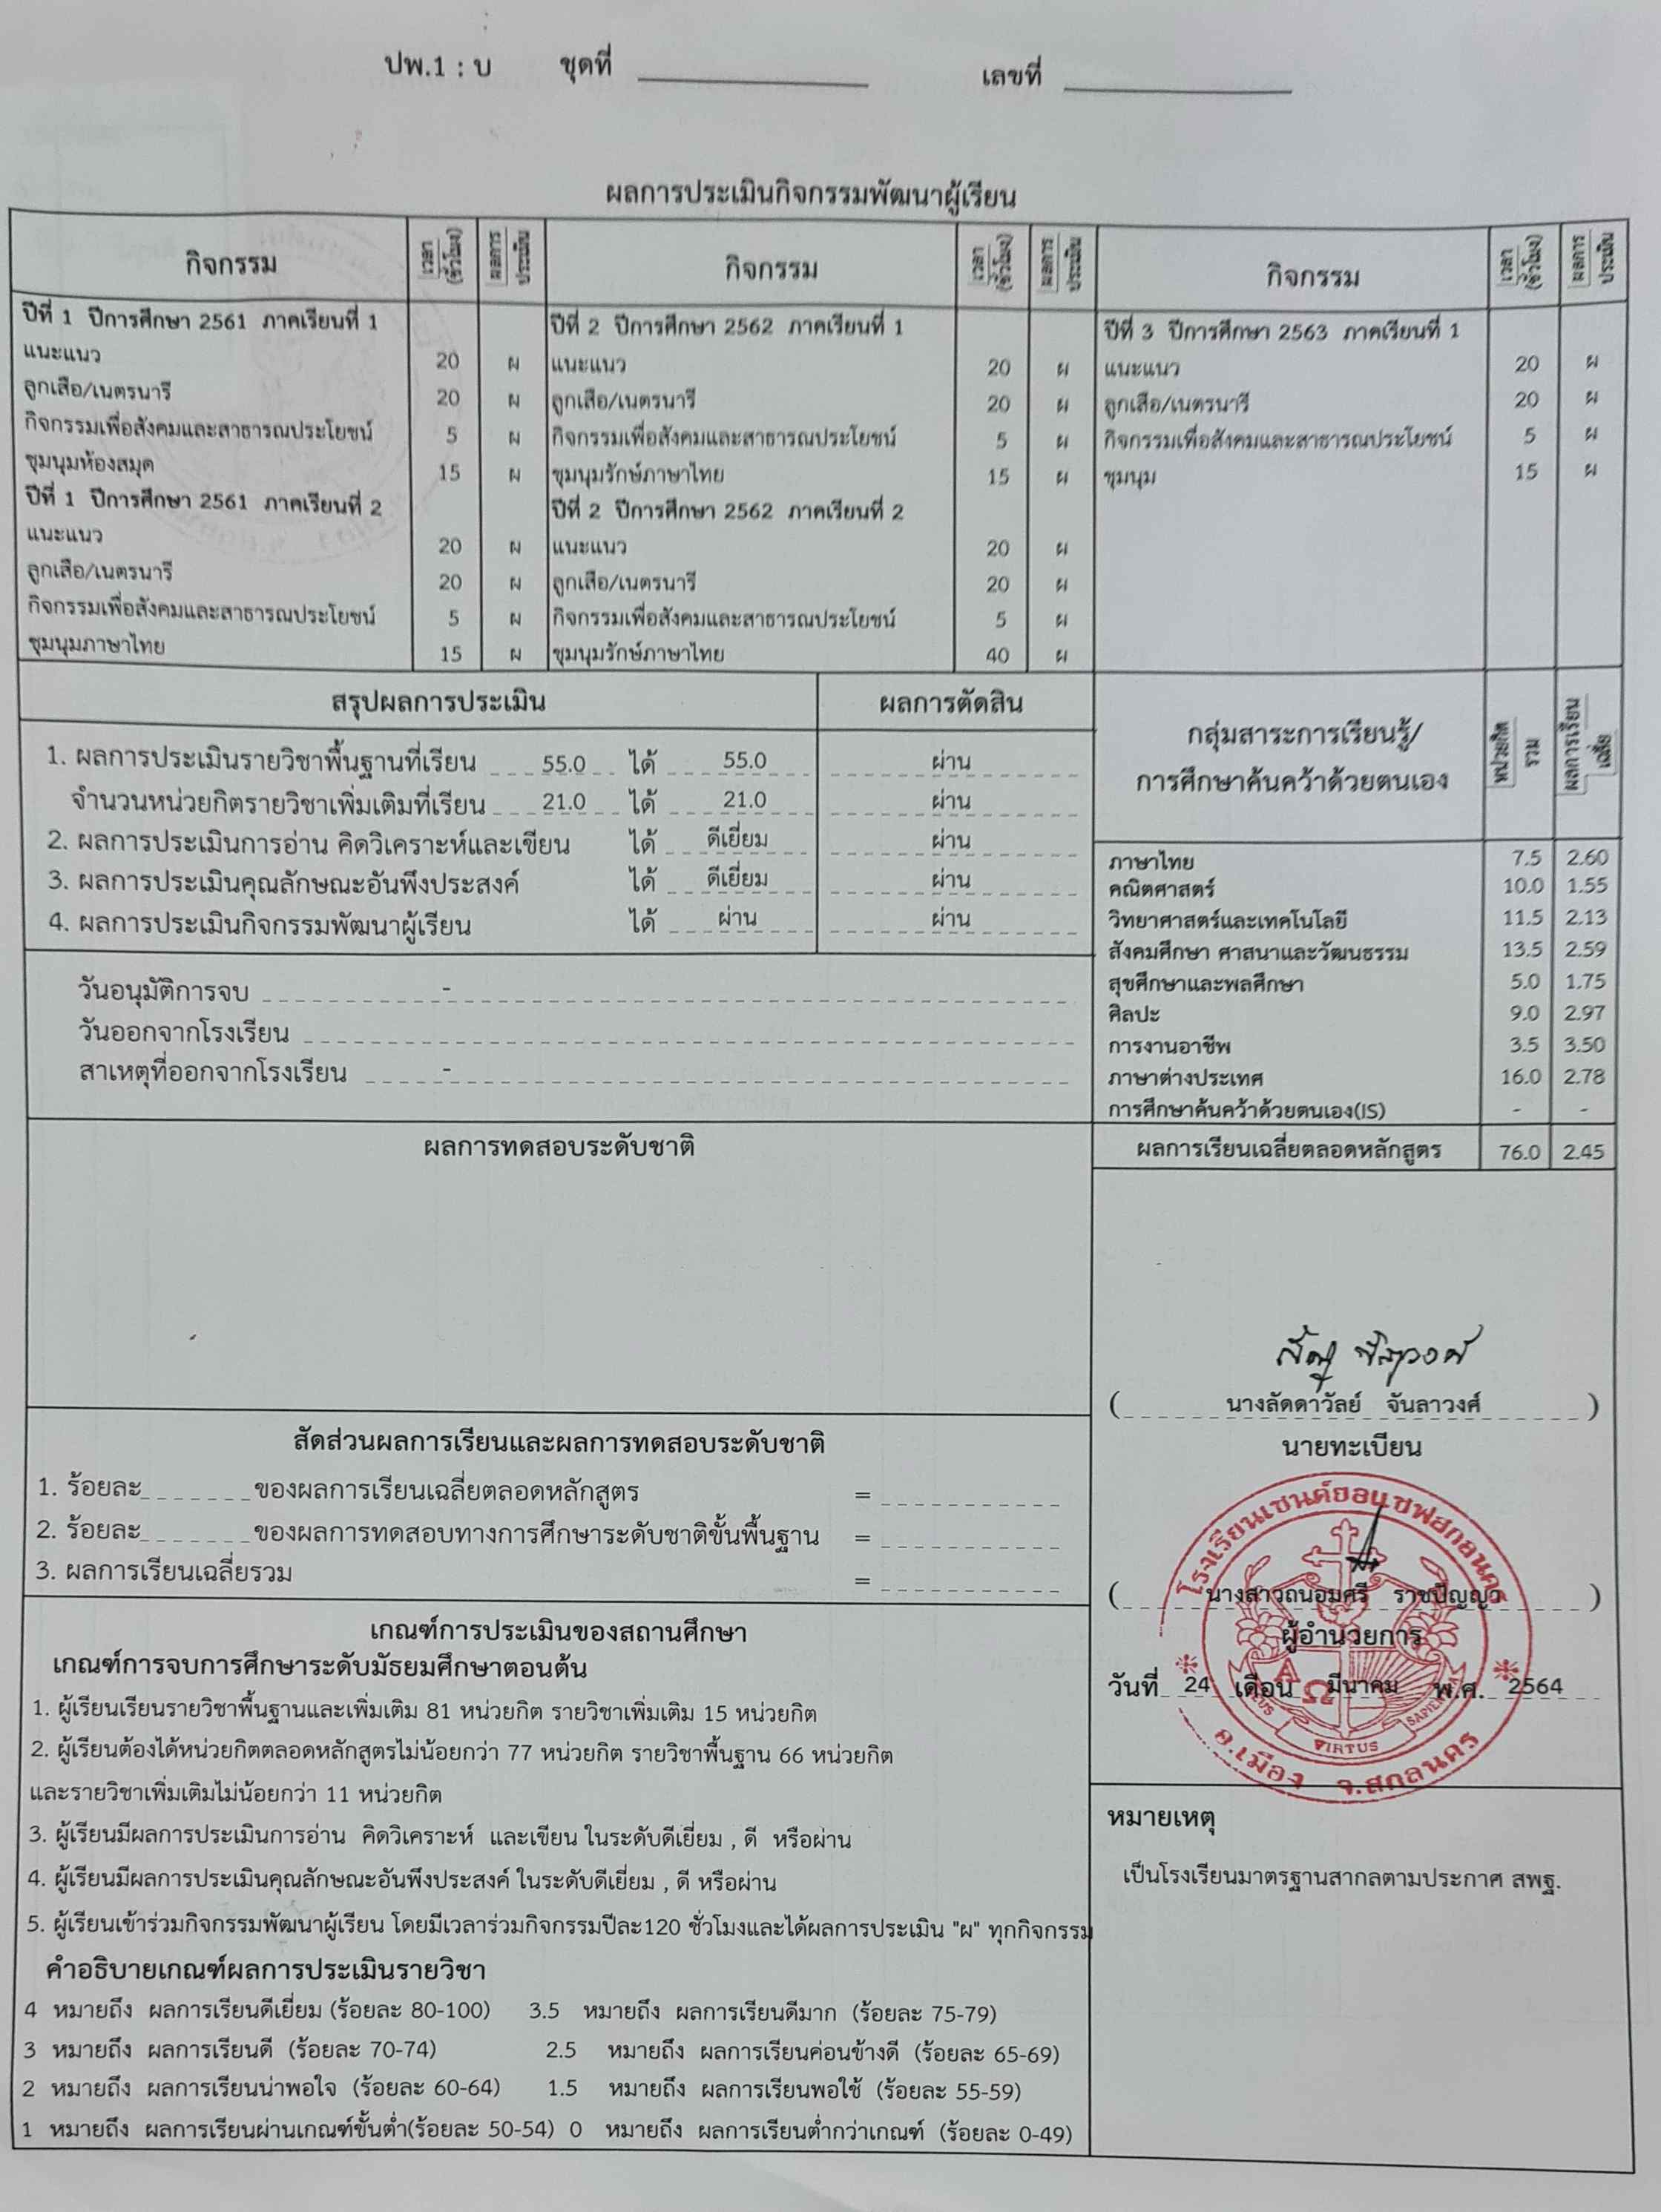 ปพ.1 : บ ชุดที่ เลขที่
ผลการประเมินกิจกรรมพัฒนาผู้เรียน
กิจกรรม เวลา (ชั่วโมง) ผลการประเมิน กิจกรรม เวลา (ชั่วโมง) ผลการประเมิน กิจกรรม เวลา (ชั่วโมง) ผลการประเมิน
ปีที่ 1 ปีการศึกษา 2561 ภาคเรียนที่ 1 ปีที่ 2 ปีการศึกษา 2562 ภาคเรียนที่ 1 ปีที่ 3 ปีการศึกษา 2563 ภาคเรียนที่ 1
แนะแนว 20 ผ แนะแนว 20 ผ แนะแนว 20 ผ
ลูกเสือ/เนตรนารี 20 ผ ลูกเสือ/เนตรนารี 20 ผ ลูกเสือ/เนตรนารี 20 ผ
กิจกรรมเพื่อสังคมและสาธารณประโยชน์ 5 ผ กิจกรรมเพื่อสังคมและสาธารณประโยชน์ 5 ผ กิจกรรมเพื่อสังคมและสาธารณประโยชน์ 5 ผ
ชุมนุมห้องสมุด 15 ผ ชุมนุมรักษ์ภาษาไทย 15 ผ ชุมนุม 15 ผ
ปีที่ 1 ปีการศึกษา 2561 ภาคเรียนที่ 2 ปีที่ 2 ปีการศึกษา 2562 ภาคเรียนที่ 2
แนะแนว 20 ผ แนะแนว 20 ผ
ลูกเสือ/เนตรนารี 20 ผ ลูกเสือ/เนตรนารี 20 ผ
กิจกรรมเพื่อสังคมและสาธารณประโยชน์ 5 ผ กิจกรรมเพื่อสังคมและสาธารณประโยชน์ 5 ผ
ชุมนุมภาษาไทย 15 ผ ชุมนุมรักษ์ภาษาไทย 40 ผ
สรุปผลการประเมิน ผลการตัดสิน
1. ผลการประเมินรายวิชาพื้นฐานที่เรียน 55.0 ได้ 55.0 ผ่าน
จำนวนหน่วยกิตรายวิชาเพิ่มเติมที่เรียน 21.0 ได้ 21.0 ผ่าน
2. ผลการประเมินการอ่าน คิดวิเคราะห์และเขียน ได้ ดีเยี่ยม ผ่าน
3. ผลการประเมินคุณลักษณะอันพึงประสงค์ ได้ ดีเยี่ยม ผ่าน
4. ผลการประเมินกิจกรรมพัฒนาผู้เรียน ได้ ผ่าน ผ่าน
วันอนุมัติการจบ -
วันออกจากโรงเรียน
สาเหตุที่ออกจากโรงเรียน -
กลุ่มสาระการเรียนรู้/ หน่วยกิตรวม ผลการเรียนเฉลี่ย
การศึกษาค้นคว้าด้วยตนเอง
ภาษาไทย 7.5 2.60
คณิตศาสตร์ 10.0 1.55
วิทยาศาสตร์และเทคโนโลยี 11.5 2.13
สังคมศึกษา ศาสนาและวัฒนธรรม 13.5 2.59
สุขศึกษาและพลศึกษา 5.0 1.75
ศิลปะ 9.0 2.97
การงานอาชีพ 3.5 3.50
ภาษาต่างประเทศ 16.0 2.78
การศึกษาค้นคว้าด้วยตนเอง(IS) - -
ผลการเรียนเฉลี่ยตลอดหลักสูตร 76.0 2.45
ผลการทดสอบระดับชาติ
สัดส่วนผลการเรียนและผลการทดสอบระดับชาติ
1. ร้อยละ ของผลการเรียนเฉลี่ยตลอดหลักสูตร =
2. ร้อยละ ของผลการทดสอบทางการศึกษาระดับชาติขั้นพื้นฐาน =
3. ผลการเรียนเฉลี่ยรวม =
เกณฑ์การประเมินของสถานศึกษา
เกณฑ์การจบการศึกษาระดับมัธยมศึกษาตอนต้น
1. ผู้เรียนเรียนรายวิชาพื้นฐานและเพิ่มเติม 81 หน่วยกิต รายวิชาเพิ่มเติม 15 หน่วยกิต
2. ผู้เรียนต้องได้หน่วยกิตตลอดหลักสูตรไม่น้อยกว่า 77 หน่วยกิต รายวิชาพื้นฐาน 66 หน่วยกิต
และรายวิชาเพิ่มเติมไม่น้อยกว่า 11 หน่วยกิต
3. ผู้เรียนมีผลการประเมินการอ่าน คิดวิเคราะห์ และเขียน ในระดับดีเยี่ยม , ดี หรือผ่าน
4. ผู้เรียนมีผลการประเมินคุณลักษณะอันพึงประสงค์ ในระดับดีเยี่ยม , ดี หรือผ่าน
5. ผู้เรียนเข้าร่วมกิจกรรมพัฒนาผู้เรียน โดยมีเวลาร่วมกิจกรรมปีละ120 ชั่วโมงและได้ผลการประเมิน "ผ" ทุกกิจกรรม
คำอธิบายเกณฑ์ผลการประเมินรายวิชา
4 หมายถึง ผลการเรียนดีเยี่ยม (ร้อยละ 80-100) 3.5 หมายถึง ผลการเรียนดีมาก (ร้อยละ 75-79)
3 หมายถึง ผลการเรียนดี (ร้อยละ 70-74) 2.5 หมายถึง ผลการเรียนค่อนข้างดี (ร้อยละ 65-69)
2 หมายถึง ผลการเรียนน่าพอใจ (ร้อยละ 60-64) 1.5 หมายถึง ผลการเรียนพอใช้ (ร้อยละ 55-59)
1 หมายถึง ผลการเรียนผ่านเกณฑ์ขั้นต่ำ(ร้อยละ 50-54) 0 หมายถึง ผลการเรียนต่ำกว่าเกณฑ์ (ร้อยละ 0-49)
( นางลัดดาวัลย์ จันลาวงศ์ )
นายทะเบียน
โรงเรียนเซนต์ยอแซฟสกลนคร
( นางสาวถนอมศรี ราชปัญญา )
ผู้อำนวยการ
วันที่ 24 เดือน มีนาคม พ.ศ. 2564
Α Ω
VIRTUS
อ.เมือง จ.สกลนคร
หมายเหตุ
เป็นโรงเรียนมาตรฐานสากลตามประกาศ สพฐ.